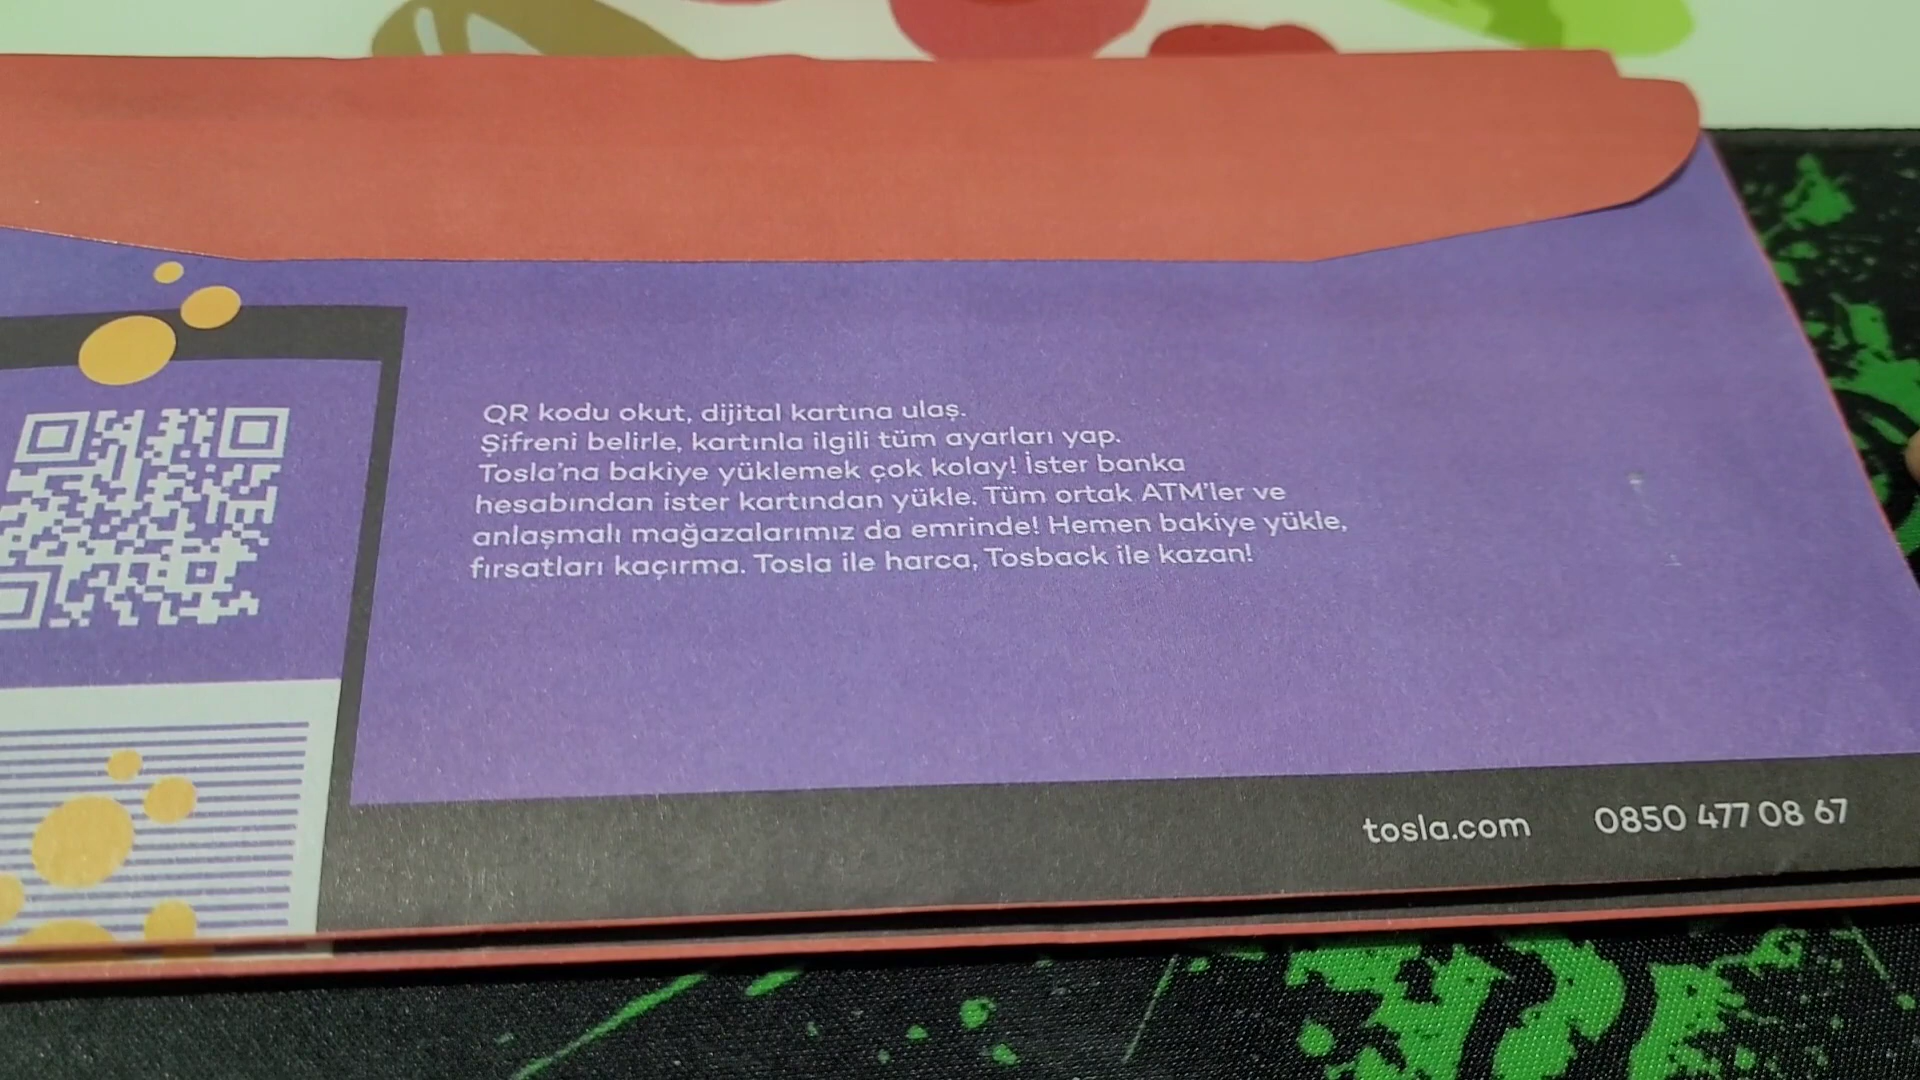 QR kodu okut, dijital kartına ulaş.
Şifreni belirle, kartınla ilgili tüm ayarları yap.
Tosla'na bakiye yüklemek çok kolay! İster banka
hesabından ister kartından yükle. Tüm ortak ATM'ler ve
anlaşmalı mağazalarımız da emrinde! Hemen bakiye yükle,
fırsatları kaçırma. Tosla ile harca, Tosback ile kazan!
tosla.com 0850 477 08 67